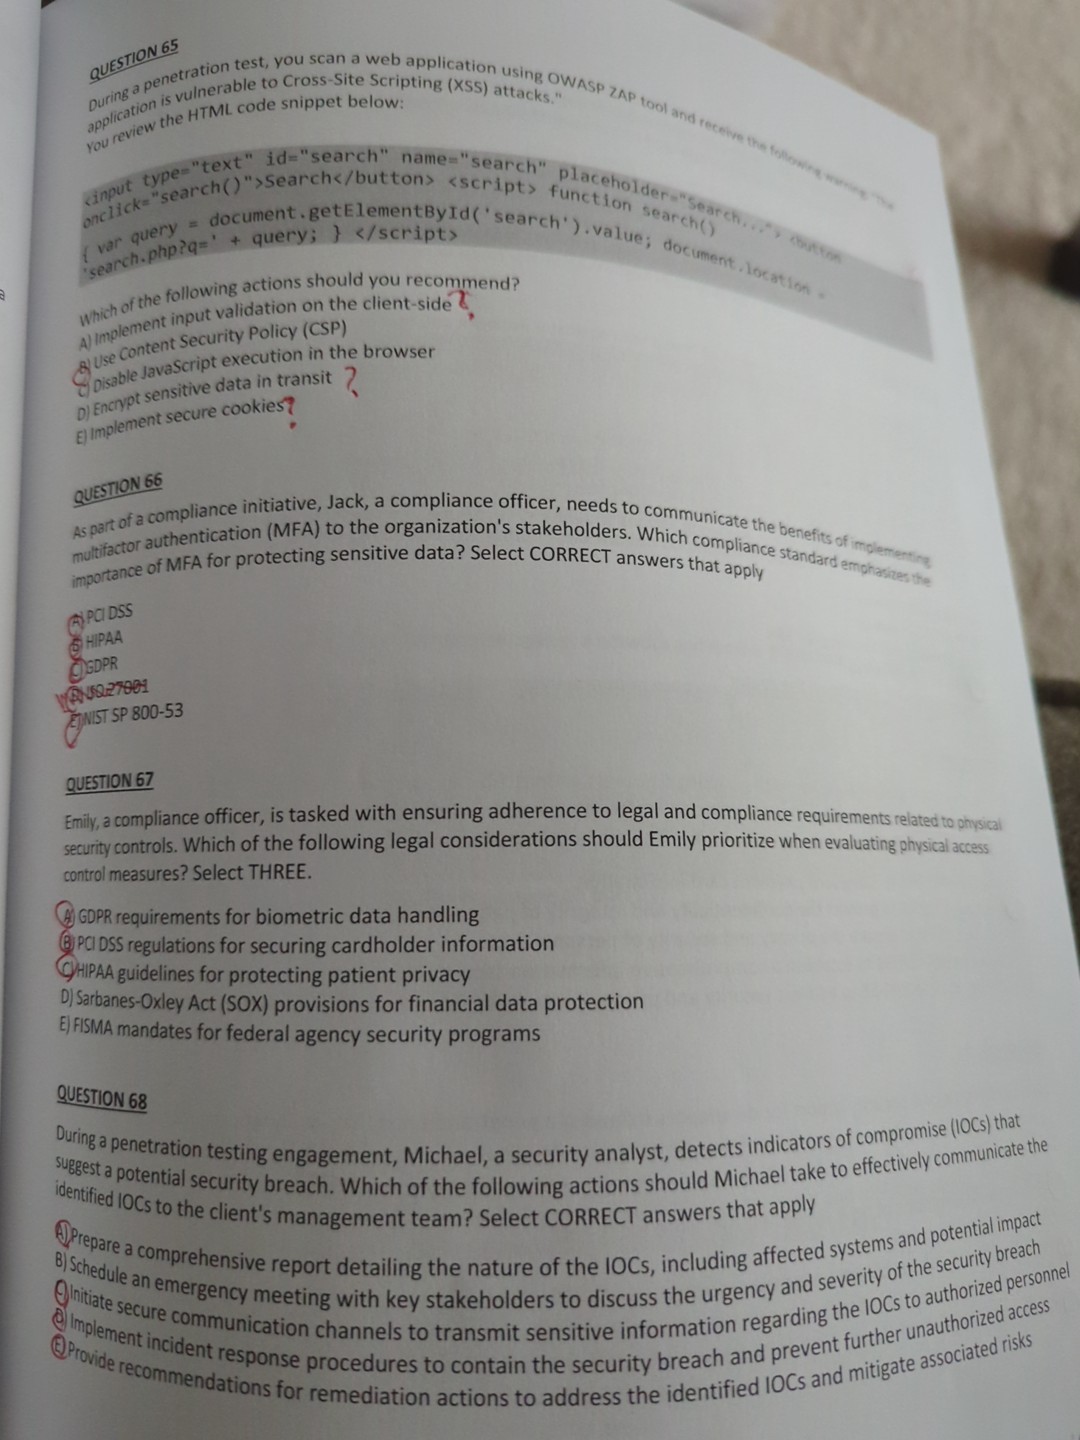 QUESTION 65
During a penetration test, you scan a web application using OWASP ZAP tool and receive the following warning: "The
application is vulnerable to Cross-Site Scripting (XSS) attacks."
You review the HTML code snippet below:
<input type="text" id="search" name="search" placeholder="Search..."> <button
onclick="search()">Search</button> <script> function search()
{ var query = document.getElementById('search').value; document.location =
'search.php?q=' + query; } </script>
Which of the following actions should you recommend?
A) Implement input validation on the client-side ?
B) Use Content Security Policy (CSP)
C) Disable JavaScript execution in the browser
D) Encrypt sensitive data in transit ?
E) Implement secure cookies ?
QUESTION 66
As part of a compliance initiative, Jack, a compliance officer, needs to communicate the benefits of implementing
multifactor authentication (MFA) to the organization's stakeholders. Which compliance standard emphasizes the
importance of MFA for protecting sensitive data? Select CORRECT answers that apply
A) PCI DSS
B) HIPAA
C) GDPR
D) ISO 27001
E) NIST SP 800-53
QUESTION 67
Emily, a compliance officer, is tasked with ensuring adherence to legal and compliance requirements related to physical
security controls. Which of the following legal considerations should Emily prioritize when evaluating physical access
control measures? Select THREE.
A) GDPR requirements for biometric data handling
B) PCI DSS regulations for securing cardholder information
C) HIPAA guidelines for protecting patient privacy
D) Sarbanes-Oxley Act (SOX) provisions for financial data protection
E) FISMA mandates for federal agency security programs
QUESTION 68
During a penetration testing engagement, Michael, a security analyst, detects indicators of compromise (IOCs) that
suggest a potential security breach. Which of the following actions should Michael take to effectively communicate the
identified IOCs to the client's management team? Select CORRECT answers that apply
A) Prepare a comprehensive report detailing the nature of the IOCs, including affected systems and potential impact
B) Schedule an emergency meeting with key stakeholders to discuss the urgency and severity of the security breach
C) Initiate secure communication channels to transmit sensitive information regarding the IOCs to authorized personnel
D) Implement incident response procedures to contain the security breach and prevent further unauthorized access
E) Provide recommendations for remediation actions to address the identified IOCs and mitigate associated risks